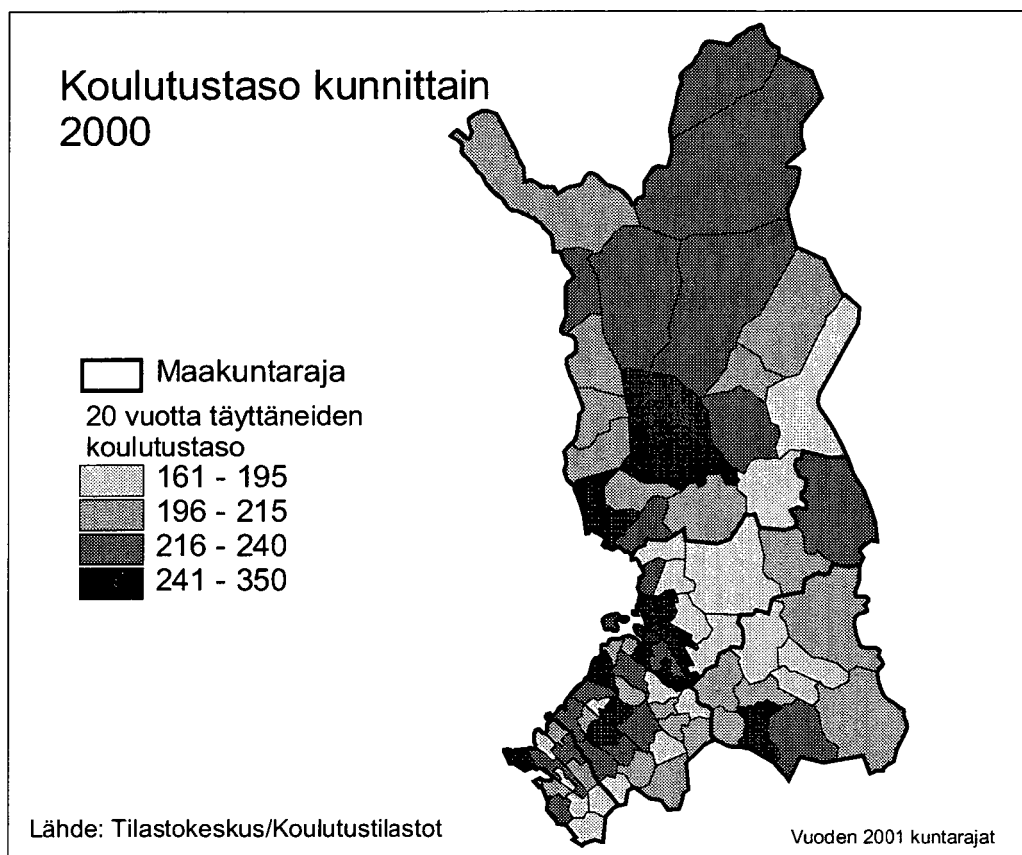 Koulutustaso kunnittain
2000
Maakuntaraja
20 vuotta täyttäneiden
koulutustaso
161 - 195
196 - 215
216 - 240
241 - 350
Lähde: Tilastokeskus/Koulutustilastot
Vuoden 2001 kuntarajat